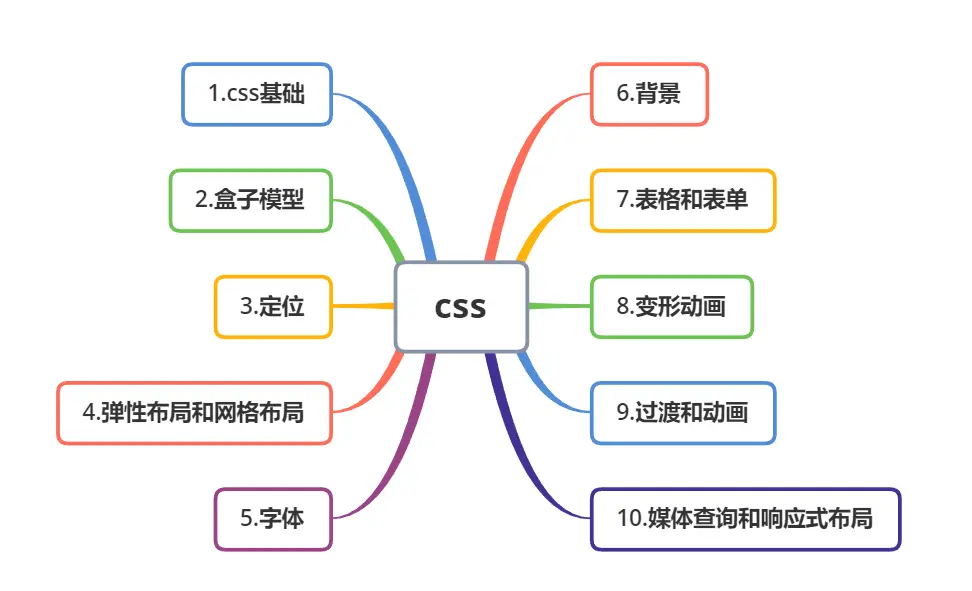 css
1.css基础
2.盒子模型
3.定位
4.弹性布局和网格布局
5.字体
6.背景
7.表格和表单
8.变形动画
9.过渡和动画
10.媒体查询和响应式布局